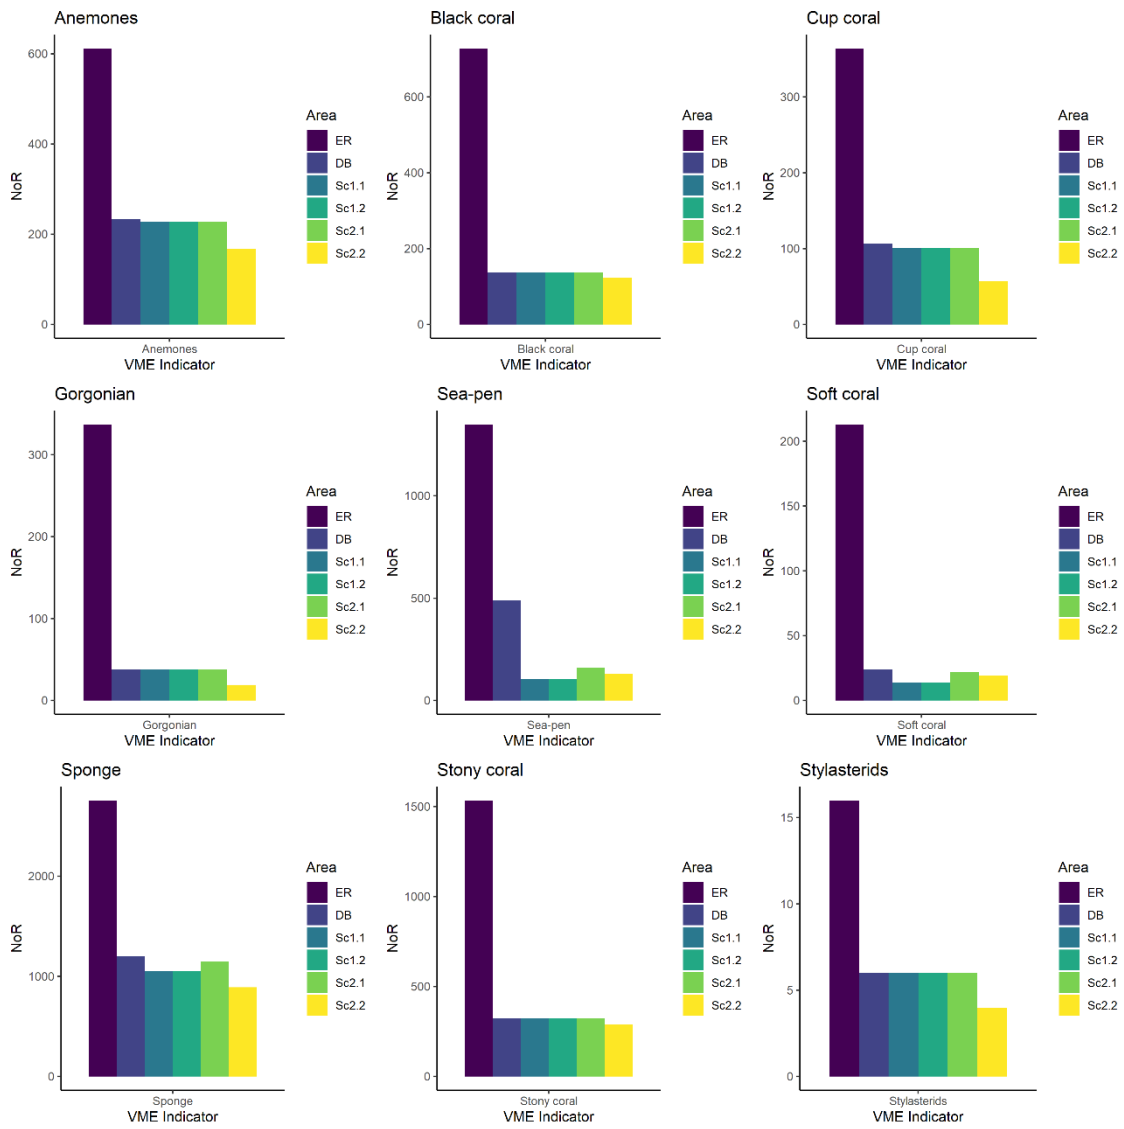 Anemones
NoR
600
400
200
0
Anemones
VME Indicator
Area
ER
DB
Sc1.1
Sc1.2
Sc2.1
Sc2.2
Black coral
NoR
600
400
200
0
Black coral
VME Indicator
Area
ER
DB
Sc1.1
Sc1.2
Sc2.1
Sc2.2
Cup coral
NoR
300
200
100
0
Cup coral
VME Indicator
Area
ER
DB
Sc1.1
Sc1.2
Sc2.1
Sc2.2
Gorgonian
NoR
300
200
100
0
Gorgonian
VME Indicator
Area
ER
DB
Sc1.1
Sc1.2
Sc2.1
Sc2.2
Sea-pen
NoR
1000
500
0
Sea-pen
VME Indicator
Area
ER
DB
Sc1.1
Sc1.2
Sc2.1
Sc2.2
Soft coral
NoR
200
150
100
50
0
Soft coral
VME Indicator
Area
ER
DB
Sc1.1
Sc1.2
Sc2.1
Sc2.2
Sponge
NoR
2000
1000
0
Sponge
VME Indicator
Area
ER
DB
Sc1.1
Sc1.2
Sc2.1
Sc2.2
Stony coral
NoR
1500
1000
500
0
Stony coral
VME Indicator
Area
ER
DB
Sc1.1
Sc1.2
Sc2.1
Sc2.2
Stylasterids
NoR
15
10
5
0
Stylasterids
VME Indicator
Area
ER
DB
Sc1.1
Sc1.2
Sc2.1
Sc2.2